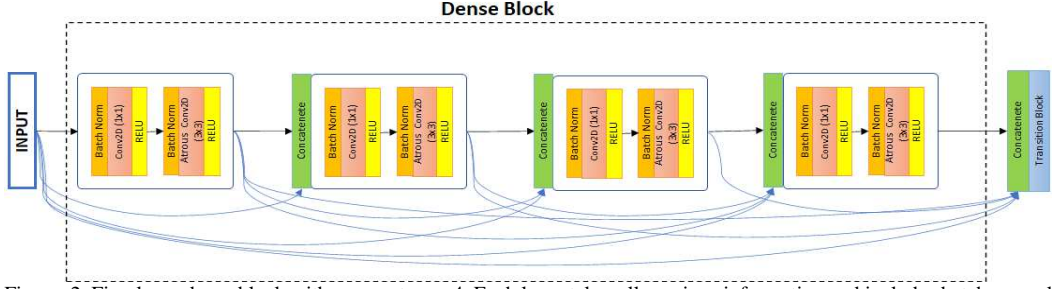 Dense Block
INPUT
Batch Norm
Conv2D (1x1)
RELU
Batch Norm
Atrous Conv2D
(3x3)
RELU
Concatenete
Batch Norm
Conv2D (1x1)
RELU
Batch Norm
Atrous Conv2D
(3x3)
RELU
Concatenete
Batch Norm
Conv2D (1x1)
RELU
Batch Norm
Atrous Conv2D
(3x3)
RELU
Concatenete
Batch Norm
Conv2D (1x1)
RELU
Batch Norm
Atrous Conv2D
(3x3)
RELU
Concatenete
Transition Block